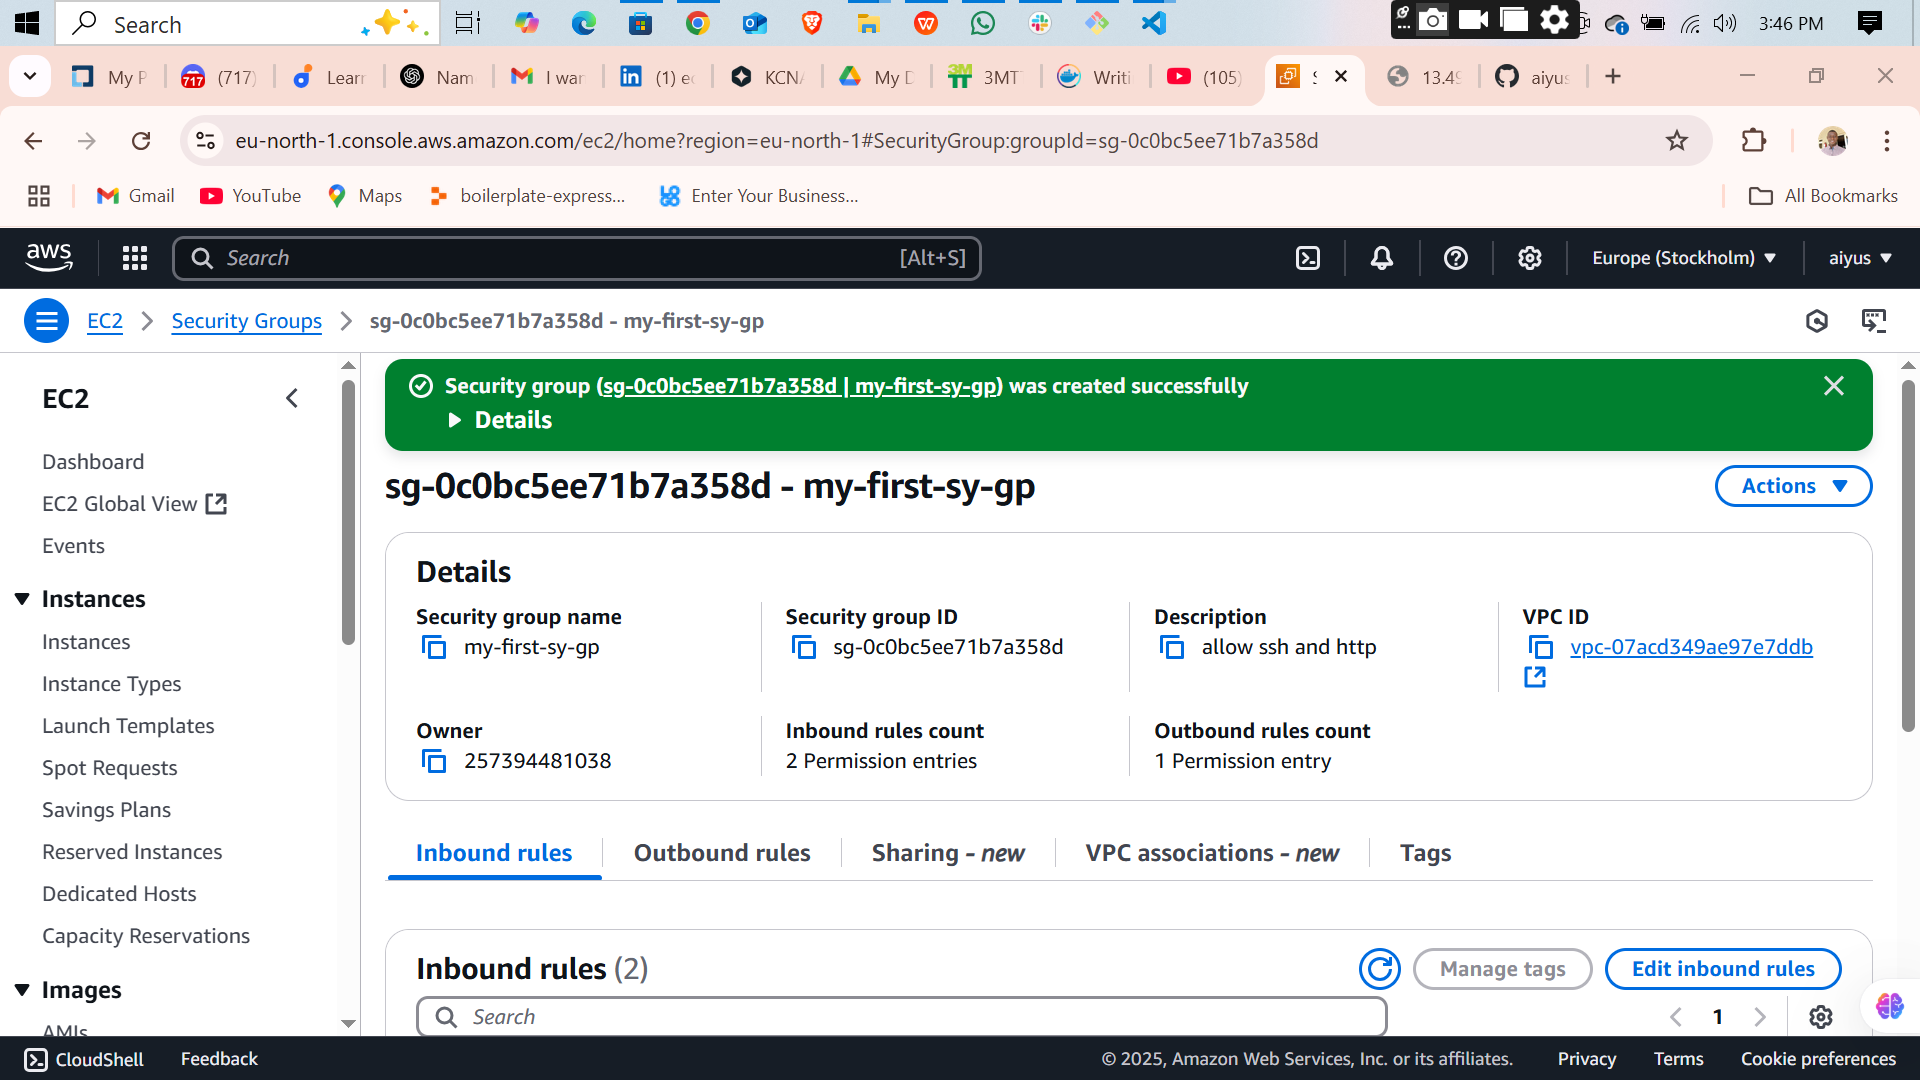 Search
3:46 PM
My P
(717)
Learn
Nam
I war
(1) ec
KCNA
My D
3MT
Writi
(105)
S
13.49
aiyus
eu-north-1.console.aws.amazon.com/ec2/home?region=eu-north-1#SecurityGroup:groupId=sg-0c0bc5ee71b7a358d
Gmail
YouTube
Maps
boilerplate-express...
Enter Your Business...
All Bookmarks
aws
Search
[Alt+S]
Europe (Stockholm)
aiyus
EC2
Security Groups
sg-0c0bc5ee71b7a358d - my-first-sy-gp
EC2
Dashboard
EC2 Global View
Events
Instances
Instances
Instance Types
Launch Templates
Spot Requests
Savings Plans
Reserved Instances
Dedicated Hosts
Capacity Reservations
Images
AMIs
Security group (sg-0c0bc5ee71b7a358d | my-first-sy-gp) was created successfully
Details
sg-0c0bc5ee71b7a358d - my-first-sy-gp
Actions
Details
Security group name
my-first-sy-gp
Security group ID
sg-0c0bc5ee71b7a358d
Description
allow ssh and http
VPC ID
vpc-07acd349ae97e7ddb
Owner
257394481038
Inbound rules count
2 Permission entries
Outbound rules count
1 Permission entry
Inbound rules
Outbound rules
Sharing - new
VPC associations - new
Tags
Inbound rules (2)
Manage tags
Edit inbound rules
Search
1
CloudShell
Feedback
© 2025, Amazon Web Services, Inc. or its affiliates.
Privacy
Terms
Cookie preferences